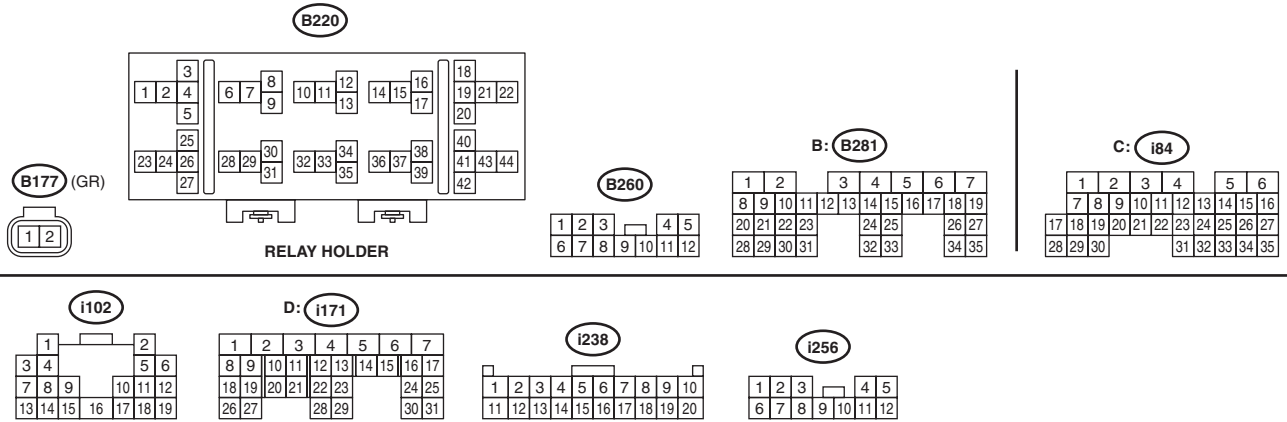 B220
3 18
1 2 4 6 7 8 10 11 12 14 15 16 19 21 22
9 13 17
5 20
25 40
23 24 26 28 29 30 32 33 34 36 37 38 41 43 44
31 35 39
27 42
RELAY HOLDER
B177 (GR)
1 2
B260
1 2 3 4 5
6 7 8 9 10 11 12
B: B281
1 2 3 4 5 6 7
8 9 10 11 12 13 14 15 16 17 18 19
20 21 22 23 24 25 26 27
28 29 30 31 32 33 34 35
C: i84
1 2 3 4 5 6
7 8 9 10 11 12 13 14 15 16
17 18 19 20 21 22 23 24 25 26 27
28 29 30 31 32 33 34 35
i102
1 2
3 4 5 6
7 8 9 10 11 12
13 14 15 16 17 18 19
D: i171
1 2 3 4 5 6 7
8 9 10 11 12 13 14 15 16 17
18 19 20 21 22 23 24 25
26 27 28 29 30 31
i238
1 2 3 4 5 6 7 8 9 10
11 12 13 14 15 16 17 18 19 20
i256
1 2 3 4 5
6 7 8 9 10 11 12